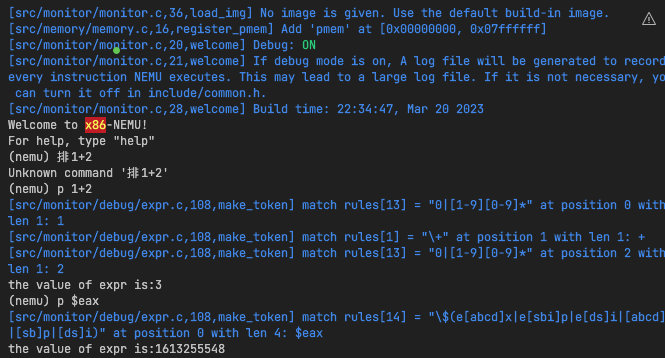 [src/monitor/monitor.c,36,load_img] No image is given. Use the default build-in image.
[src/memory/memory.c,16,register_pmem] Add 'pmem' at [0x00000000, 0x07ffffff]
[src/monitor/monitor.c,20,welcome] Debug: ON
[src/monitor/monitor.c,21,welcome] If debug mode is on, A log file will be generated to record
every instruction NEMU executes. This may lead to a large log file. If it is not necessary, yo
 can turn it off in include/common.h.
[src/monitor/monitor.c,28,welcome] Build time: 22:34:47, Mar 20 2023
Welcome to x86-NEMU!
For help, type "help"
(nemu) 排1+2
Unknown command '排1+2'
(nemu) p 1+2
[src/monitor/debug/expr.c,108,make_token] match rules[13] = "0|[1-9][0-9]*" at position 0 with
len 1: 1
[src/monitor/debug/expr.c,108,make_token] match rules[1] = "\+" at position 1 with len 1: +
[src/monitor/debug/expr.c,108,make_token] match rules[13] = "0|[1-9][0-9]*" at position 2 with
len 1: 2
the value of expr is:3
(nemu) p $eax
[src/monitor/debug/expr.c,108,make_token] match rules[14] = "\$(e[abcd]x|e[sbi]p|e[ds]i|[abcd]
|[sb]p|[ds]i)" at position 0 with len 4: $eax
the value of expr is:1613255548